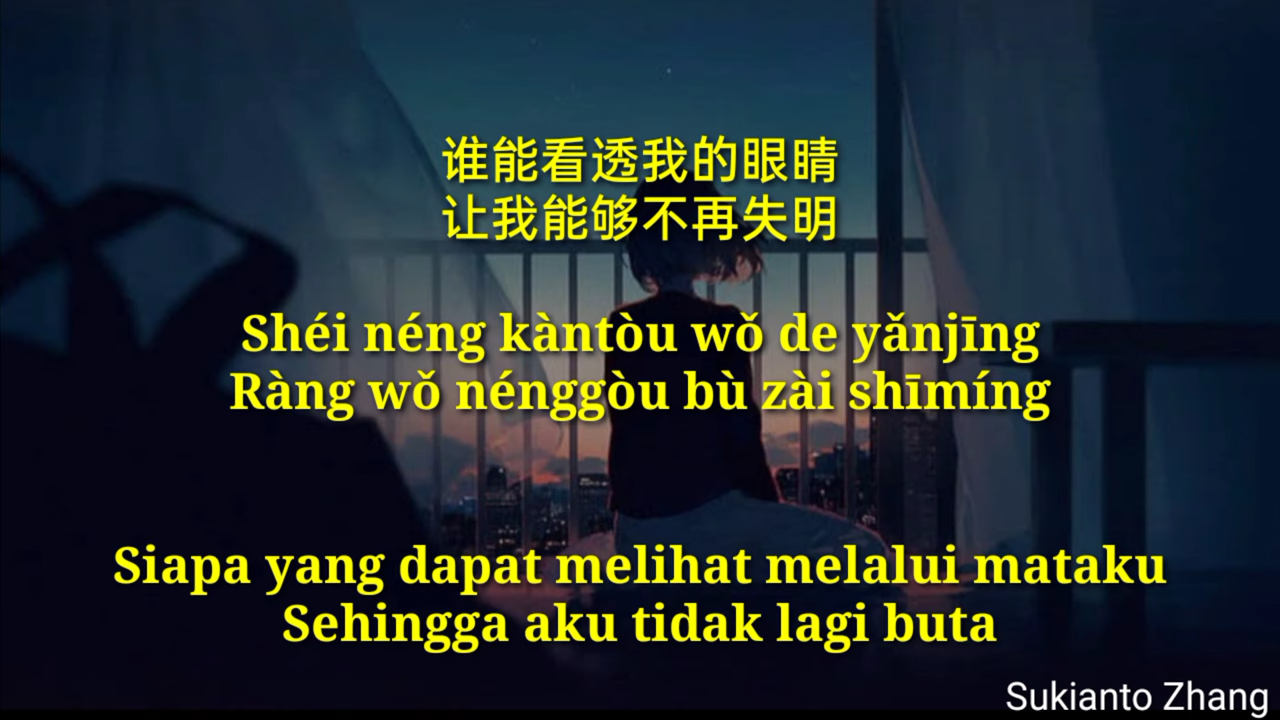 谁能看透我的眼睛
让我能够不再失明
Shéi néng kàntòu wǒ de yǎnjīng
Ràng wǒ nénggòu bù zài shīmíng
Siapa yang dapat melihat melalui mataku
Sehingga aku tidak lagi buta
Sukianto Zhang